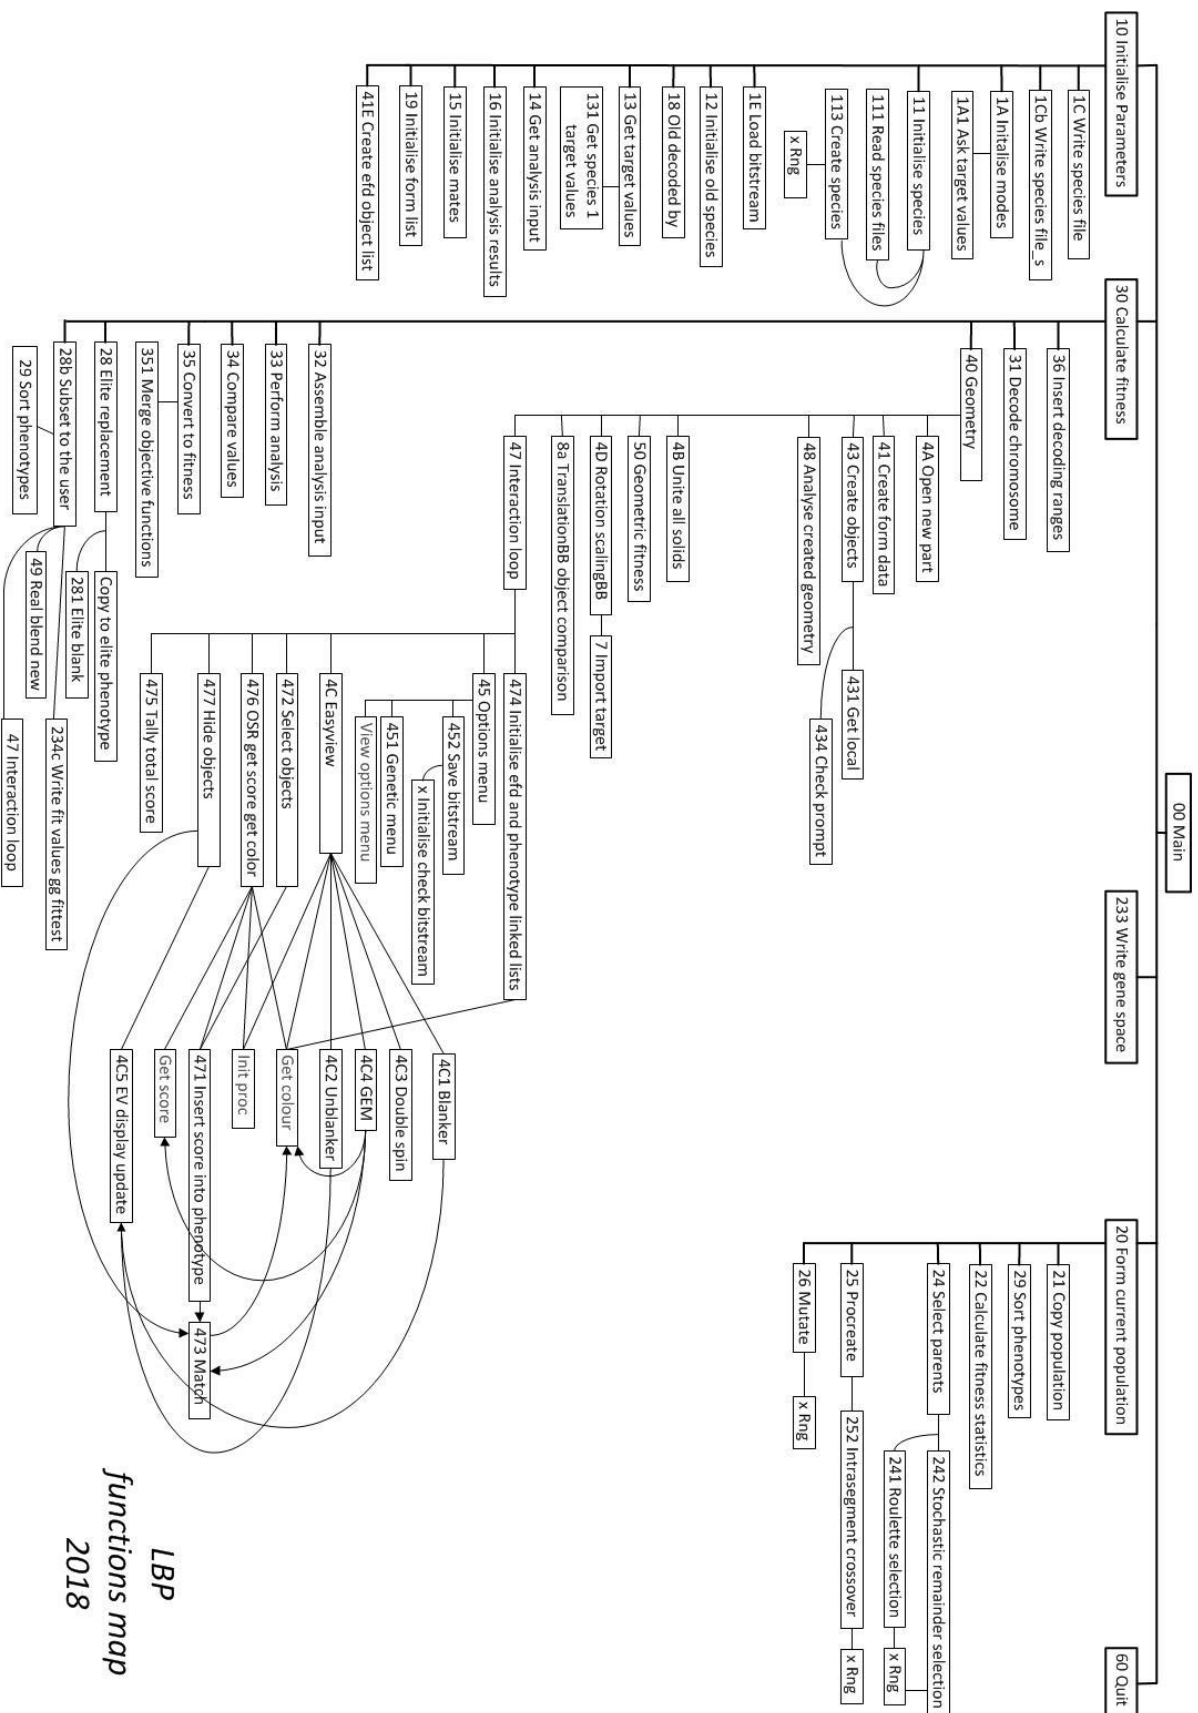 00 Main
10 Initialise Parameters
1C Write species file
1Cb Write species file_s
1A Initalise modes
1A1 Ask target values
11 Initialise species
111 Read species files
113 Create species
x Rng
1E Load bitstream
12 Initialise old species
18 Old decoded by
13 Get target values
131 Get species 1
target values
14 Get analysis input
16 Initialise analysis results
15 Initialise mates
19 Initialise form list
41E Create efd object list
30 Calculate fitness
36 Insert decoding ranges
31 Decode chromosome
40 Geometry
4A Open new part
41 Create form data
43 Create objects
431 Get local
434 Check prompt
48 Analyse created geometry
4B Unite all solids
50 Geometric fitness
4D Rotation scalingBB
7 Import target
8a TranslationBB object comparison
47 Interaction loop
474 Initialise efd and phenotype linked lists
45 Options menu
452 Save bitstream
x Initialise check bitstream
451 Genetic menu
View options menu
4C Easyview
472 Select objects
476 OSR get score get color
477 Hide objects
475 Tally total score
4C1 Blanker
4C3 Double spin
4C4 GEM
4C2 Unblanker
Get colour
Init proc
471 Insert score into phenotype
473 Match
Get score
4C5 EV display update
32 Assemble analysis input
33 Perform analysis
34 Compare values
35 Convert to fitness
351 Merge objective functions
28 Elite replacement
Copy to elite phenotype
281 Elite blank
28b Subset to the user
49 Real blend new
234c Write fit values gg fittest
47 Interaction loop
29 Sort phenotypes
233 Write gene space
20 Form current population
21 Copy population
29 Sort phenotypes
22 Calculate fitness statistics
24 Select parents
242 Stochastic remainder selection
241 Roulette selection
x Rng
25 Procreate
252 Intrasegment crossover
x Rng
26 Mutate
x Rng
60 Quit
LBP
functions map
2018